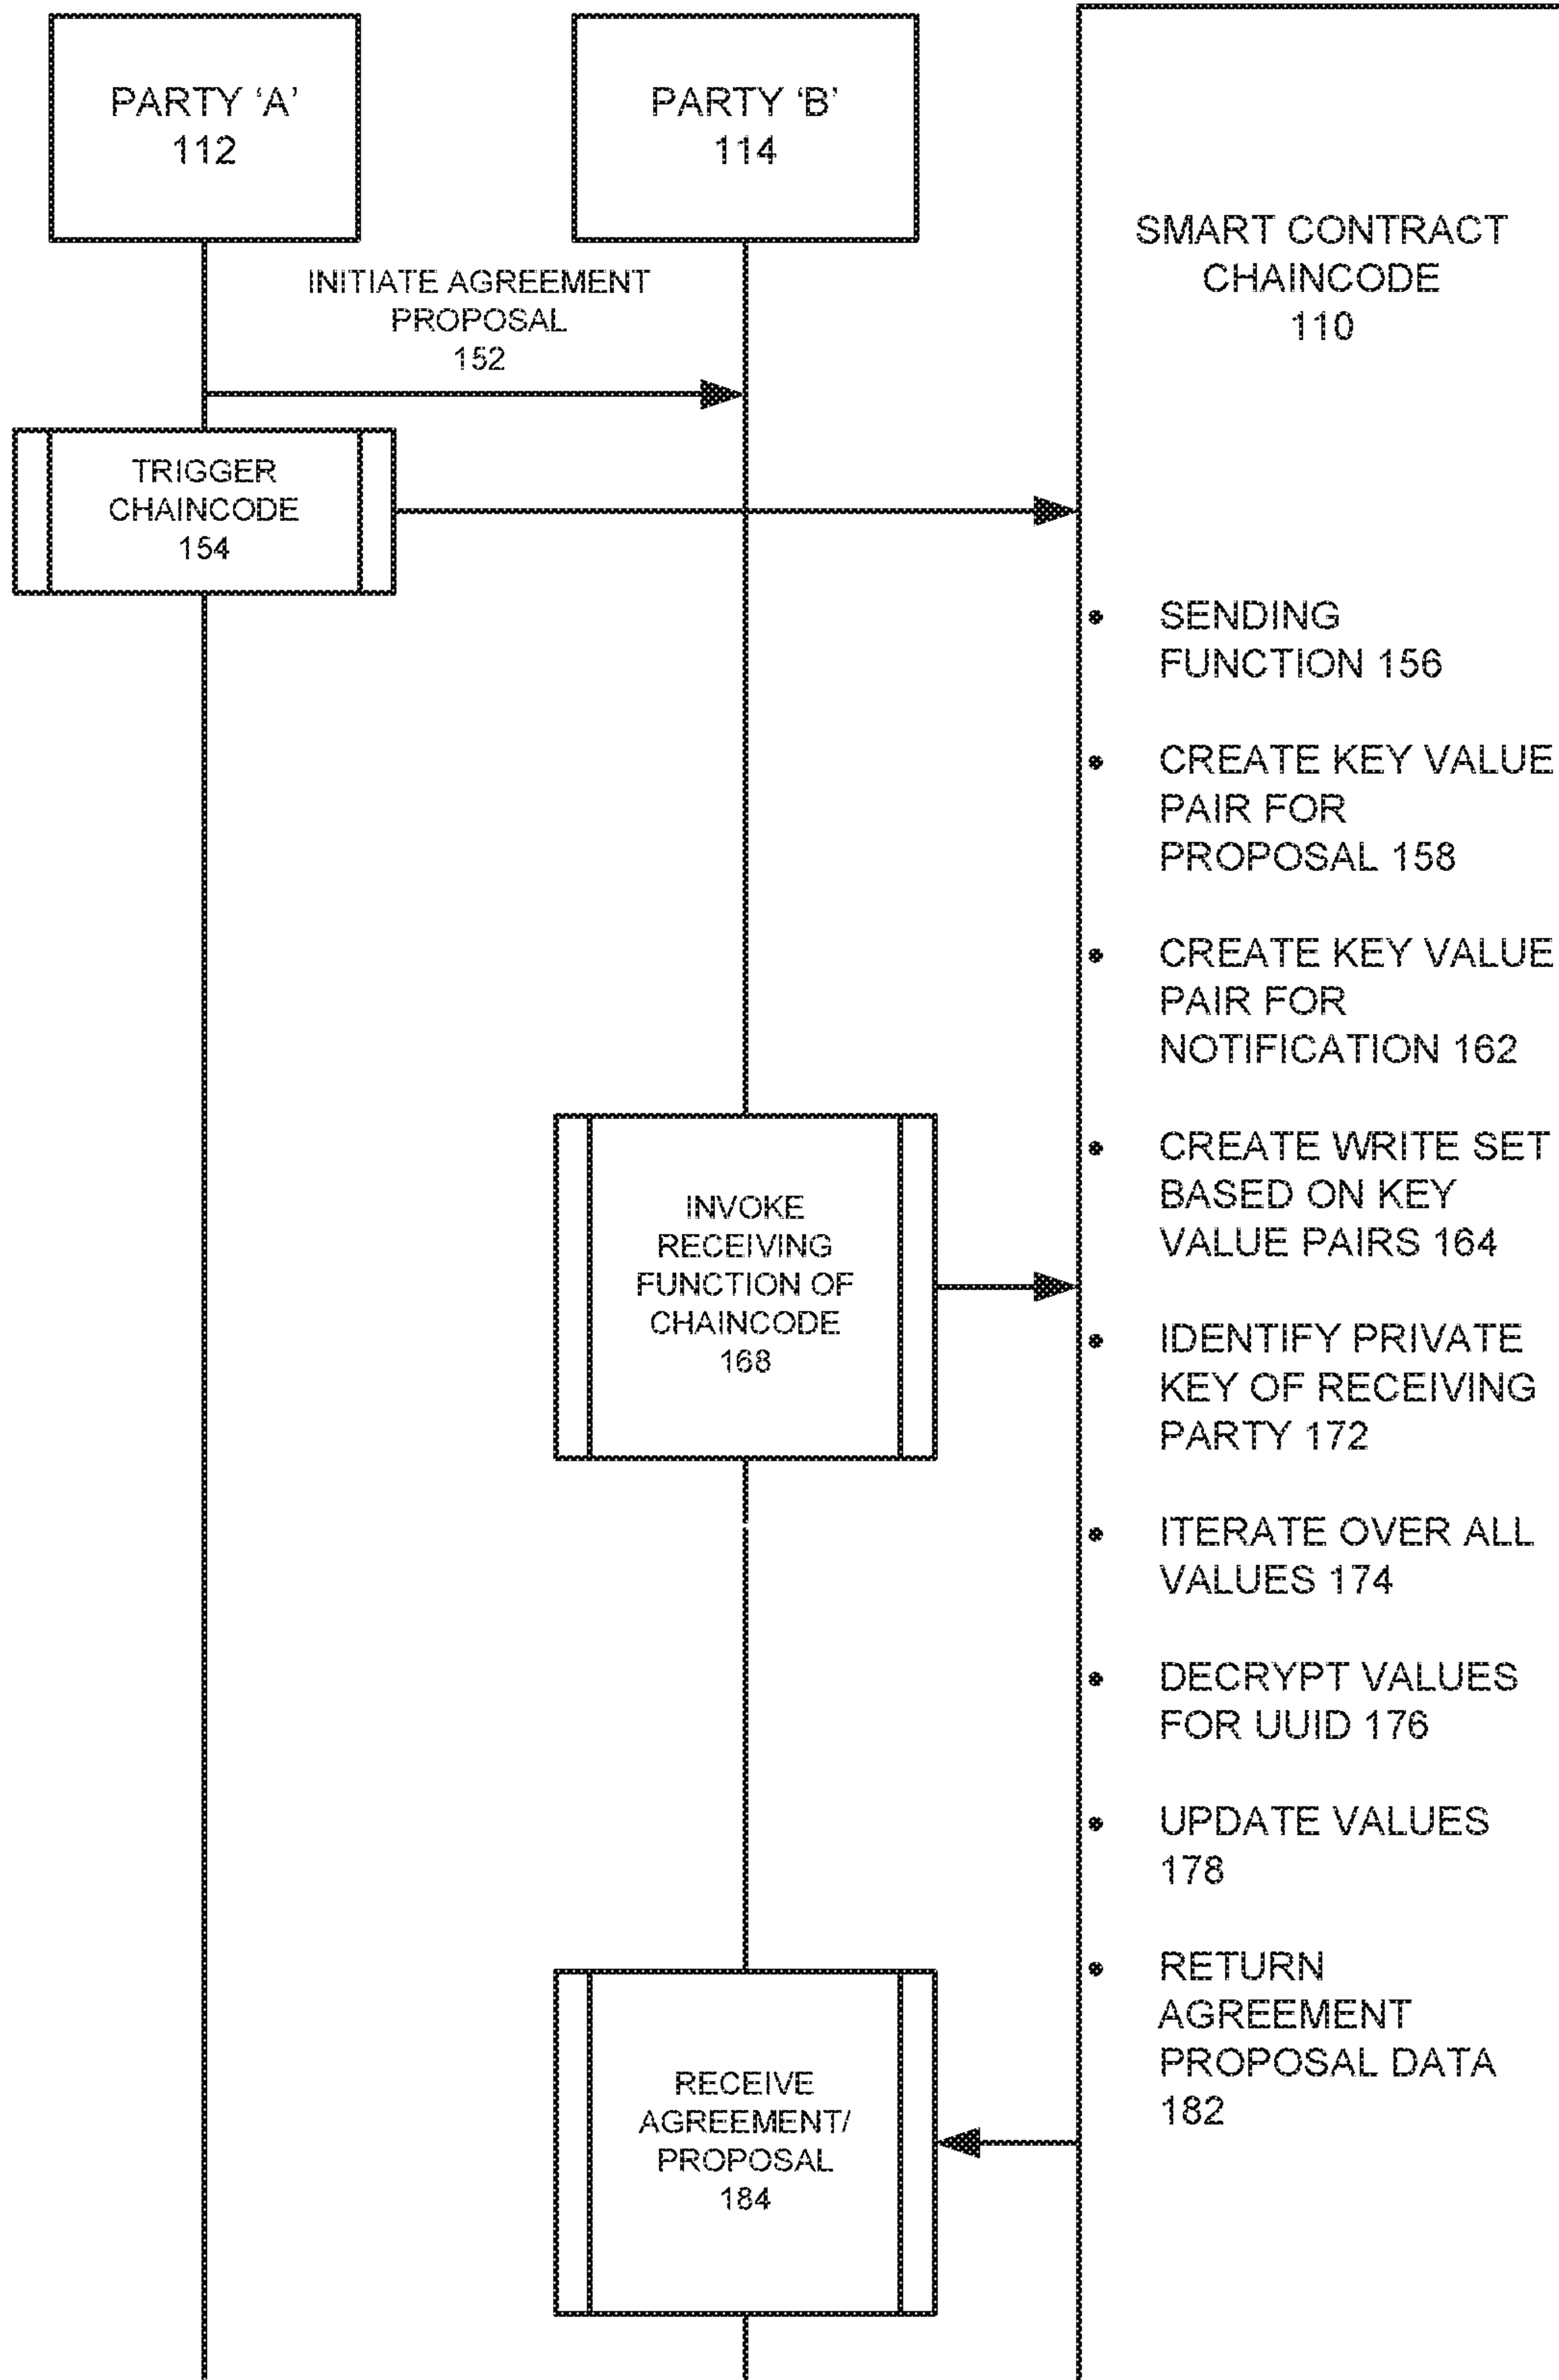 PARTY ‘A’
112
PARTY ‘B’
114
SMART CONTRACT
CHAINCODE
110
INITIATE AGREEMENT
PROPOSAL
152
TRIGGER
CHAINCODE
154
SENDING
FUNCTION 156
CREATE KEY VALUE
PAIR FOR
PROPOSAL 158
CREATE KEY VALUE
PAIR FOR
NOTIFICATION 162
CREATE WRITE SET
BASED ON KEY
VALUE PAIRS 164
INVOKE
RECEIVING
FUNCTION OF
CHAINCODE
168
IDENTIFY PRIVATE
KEY OF RECEIVING
PARTY 172
ITERATE OVER ALL
VALUES 174
DECRYPT VALUES
FOR UUID 176
UPDATE VALUES
178
RETURN
AGREEMENT
PROPOSAL DATA
182
RECEIVE
AGREEMENT/
PROPOSAL
184